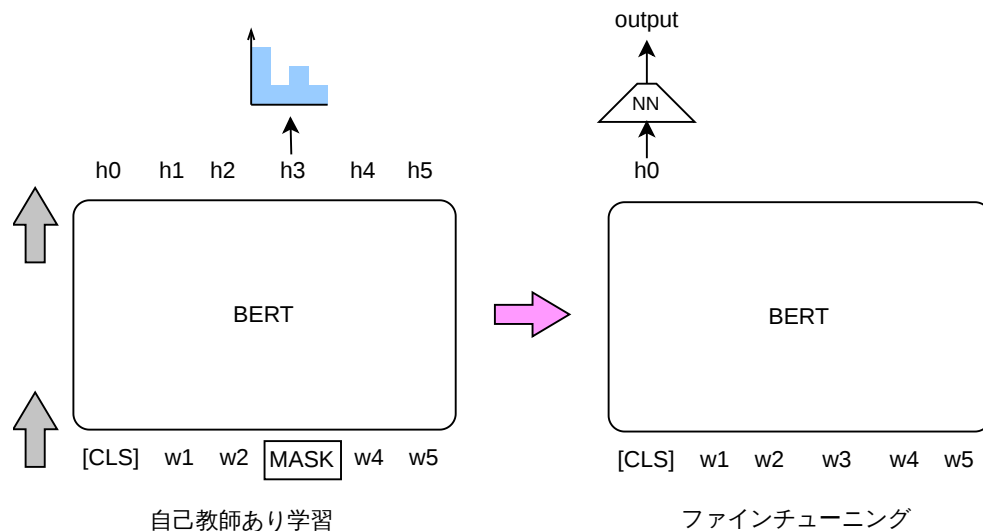 output
NN
h0 h1 h2 h3 h4 h5
h0
BERT
BERT
[CLS] w1 w2 MASK w4 w5
[CLS] w1 w2 w3 w4 w5
自己教師あり学習
ファインチューニング